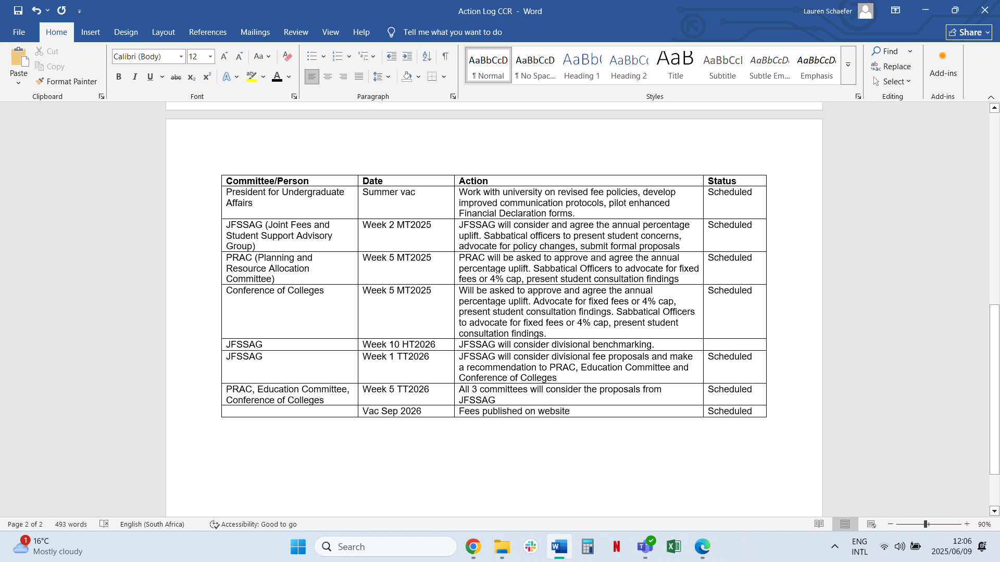 Action Log CCR - Word
Lauren Schaefer
File
Home
Insert
Design
Layout
References
Mailings
Review
View
Help
Tell me what you want to do
Share
Paste
Cut
Copy
Format Painter
Clipboard
Calibri (Body)
12
Font
Paragraph
AaBbCcD
¶ Normal
AaBbCcD
¶ No Spac...
AaBb(
Heading 1
AaBbCc
Heading 2
AaB
Title
AaBbCcl
Subtitle
AaBbCcD
Subtle Em...
AaBbCcD
Emphasis
Styles
Find
Replace
Select
Editing
Add-ins
Add-ins
Committee/Person
Date
Action
Status
President for Undergraduate
Affairs
Summer vac
Work with university on revised fee policies, develop
improved communication protocols, pilot enhanced
Financial Declaration forms.
Scheduled
JFSSAG (Joint Fees and
Student Support Advisory
Group)
Week 2 MT2025
JFSSAG will consider and agree the annual percentage
uplift. Sabbatical officers to present student concerns,
advocate for policy changes, submit formal proposals
Scheduled
PRAC (Planning and
Resource Allocation
Committee)
Week 5 MT2025
PRAC will be asked to approve and agree the annual
percentage uplift. Sabbatical Officers to advocate for fixed
fees or 4% cap, present student consultation findings
Scheduled
Conference of Colleges
Week 5 MT2025
Will be asked to approve and agree the annual
percentage uplift. Advocate for fixed fees or 4% cap,
present student consultation findings. Sabbatical Officers
to advocate for fixed fees or 4% cap, present student
consultation findings.
Scheduled
JFSSAG
Week 10 HT2026
JFSSAG will consider divisional benchmarking.
JFSSAG
Week 1 TT2026
JFSSAG will consider divisional fee proposals and make
a recommendation to PRAC, Education Committee and
Conference of Colleges
Scheduled
PRAC, Education Committee,
Conference of Colleges
Week 5 TT2026
All 3 committees will consider the proposals from
JFSSAG
Scheduled
Vac Sep 2026
Fees published on website
Scheduled
Page 2 of 2
493 words
English (South Africa)
Accessibility: Good to go
90%
1
16°C
Mostly cloudy
Search
ENG
INTL
12:06
2025/06/09